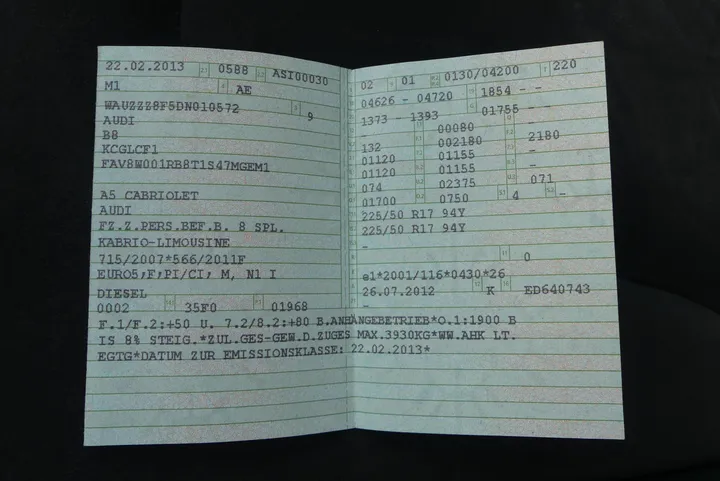 22.02.2013 0588 ASI00030
M1 AE
WAUZZZ8F5DN010572 9
AUDI
B8
KCGLCF1
FAV8W001RB8T1S47MGEM1
A5 CABRIOLET
AUDI
FZ.Z.PERS.BEF.B. 8 SPL.
KABRIO-LIMOUSINE
715/2007*566/2011F
EURO5;F;PI/CI; M, N1 I
DIESEL
0002 35F0 01968
02 01 0130/04200 220
04626 - 04720 1854 - -
1373 - 1393 01755 - -
- 00080 -
132 002180 2180
01120 01155 -
01120 01155 -
074 02375 071
01700 0750 4 -
225/50 R17 94Y
225/50 R17 94Y
-
- 0
e1*2001/116*0430*26
26.07.2012 K ED640743
-
F.1/F.2:+50 U. 7.2/8.2:+80 B.ANHÄNGEBETRIEB*O.1:1900 B
IS 8% STEIG.*ZUL.GES-GEW.D.ZUGES MAX.3930KG*WW.AHK LT.
EGTG*DATUM ZUR EMISSIONSKLASSE: 22.02.2013*